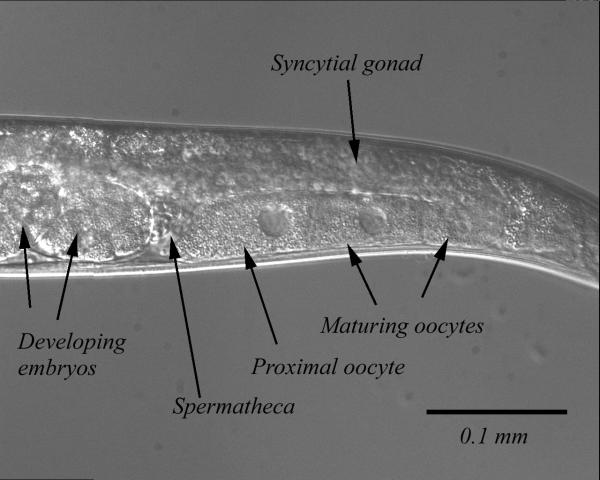 Syncytial gonad
Developing
embryos
Maturing oocytes
Proximal oocyte
Spermatheca
0.1 mm